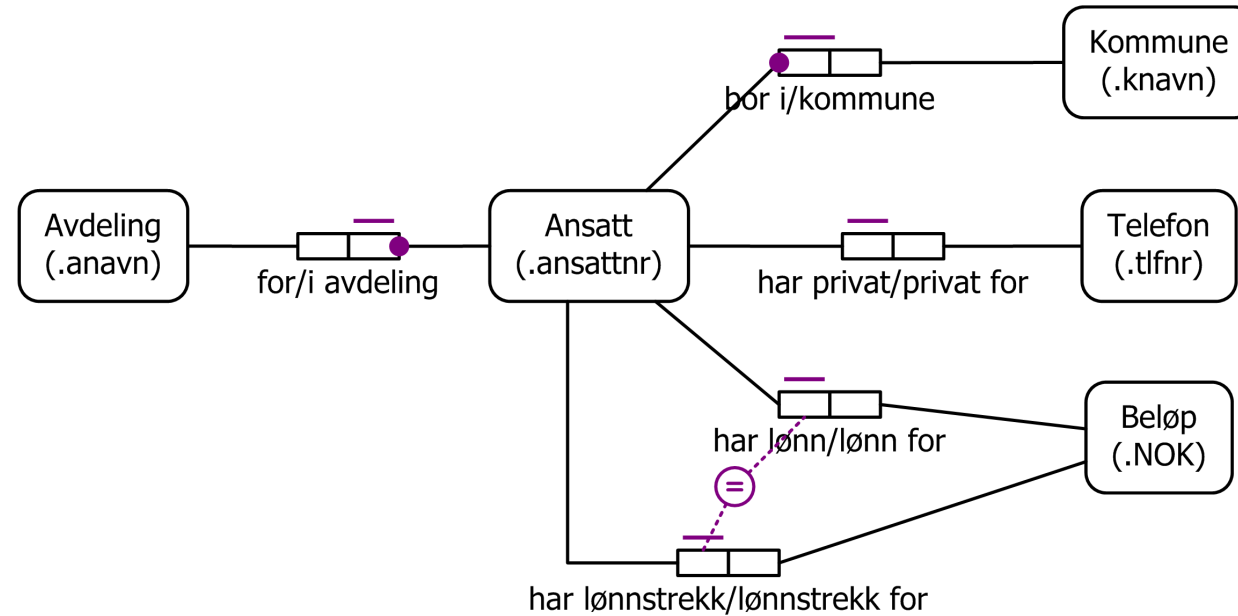 Kommune
(.knavn)
bor i/kommune
Avdeling
(.anavn)
for/i avdeling
Ansatt
(.ansattnr)
har privat/privat for
Telefon
(.tlfnr)
har lønn/lønn for
Beløp
(.NOK)
=
har lønnstrekk/lønnstrekk for